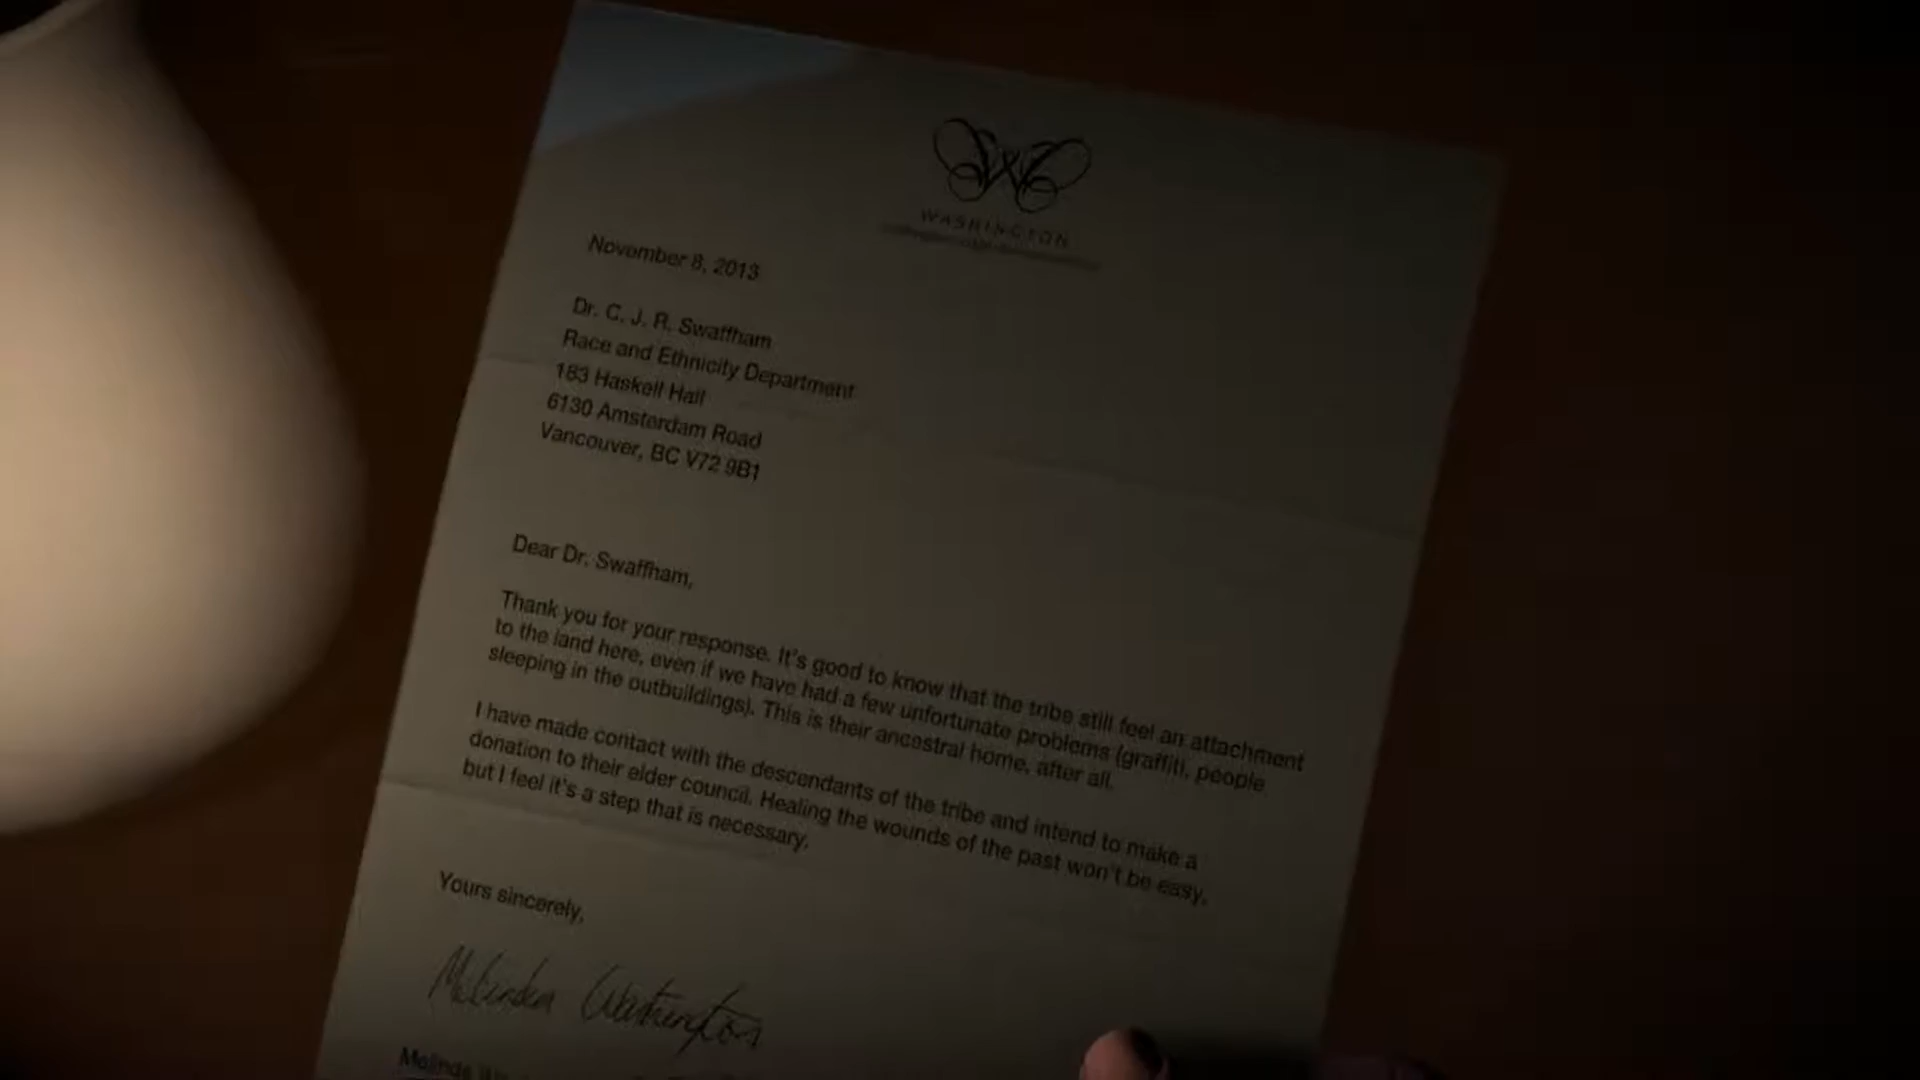 W
WASHINGTON
November 8, 2013
Dr. C. J. R. Swaffham
Race and Ethnicity Department
183 Haskell Hall
6130 Amsterdam Road
Vancouver, BC V72 9B1
Dear Dr. Swaffham,
Thank you for your response. It's good to know that the tribe still feel an attachment
to the land here, even if we have had a few unfortunate problems (graffiti, people
sleeping in the outbuildings). This is their ancestral home, after all.
I have made contact with the descendants of the tribe and intend to make a
donation to their elder council. Healing the wounds of the past won't be easy,
but I feel it's a step that is necessary.
Yours sincerely,
Melinda Washington
Melinda